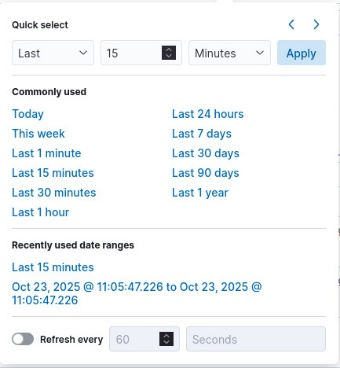 Quick select
Last 15 Minutes Apply
Commonly used
Today Last 24 hours
This week Last 7 days
Last 1 minute Last 30 days
Last 15 minutes Last 90 days
Last 30 minutes Last 1 year
Last 1 hour
Recently used date ranges
Last 15 minutes
Oct 23, 2025 @ 11:05:47.226 to Oct 23, 2025 @
11:05:47.226
Refresh every 60 Seconds